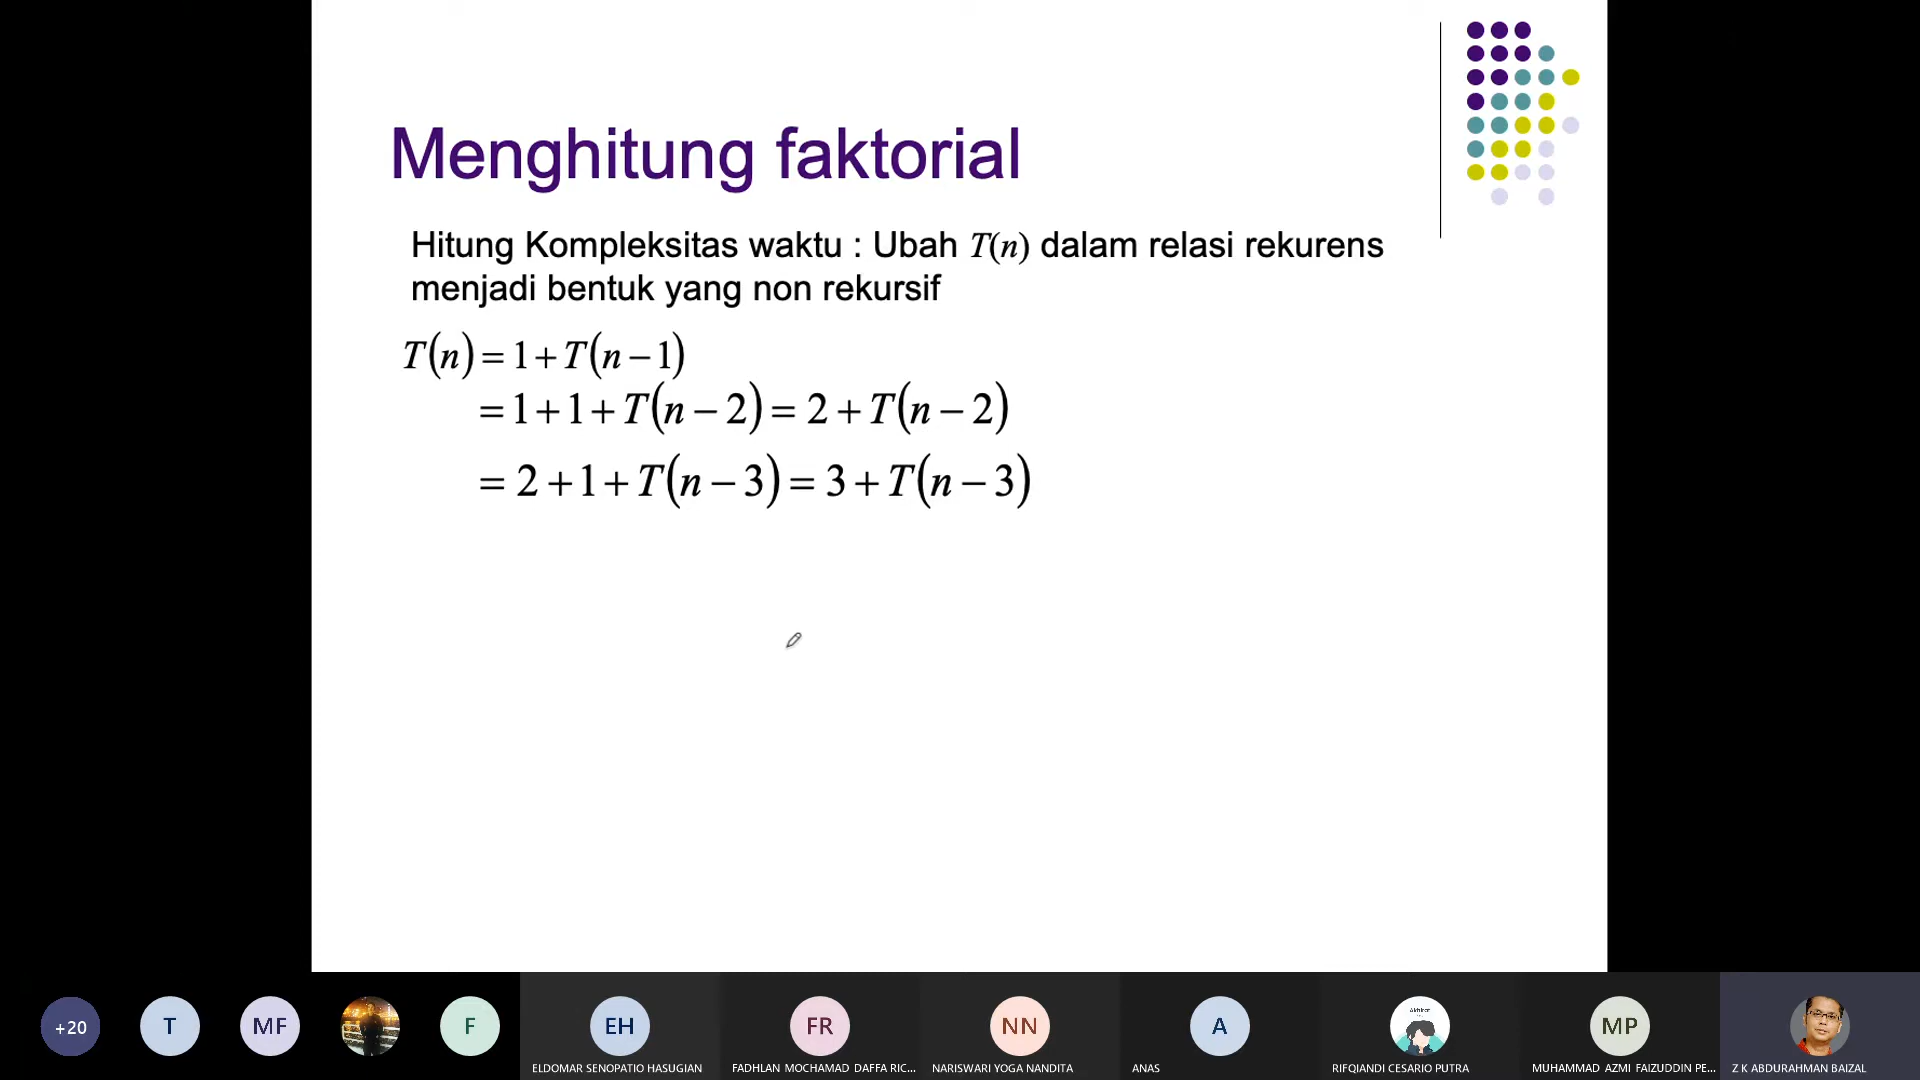 Menghitung faktorial
Hitung Kompleksitas waktu : Ubah T(n) dalam relasi rekurens
menjadi bentuk yang non rekursif
T(n) = 1 + T(n − 1)
= 1 + 1 + T(n − 2) = 2 + T(n − 2)
= 2 + 1 + T(n − 3) = 3 + T(n − 3)
+20 T MF F EH FR NN A MP
ELDOMAR SENOPATIO HASUGIAN FADHLAN MOCHAMAD DAFFA RIC... NARISWARI YOGA NANDITA ANAS RIFQIANDI CESARIO PUTRA MUHAMMAD AZMI FAIZUDDIN PE... Z K ABDURAHMAN BAIZAL